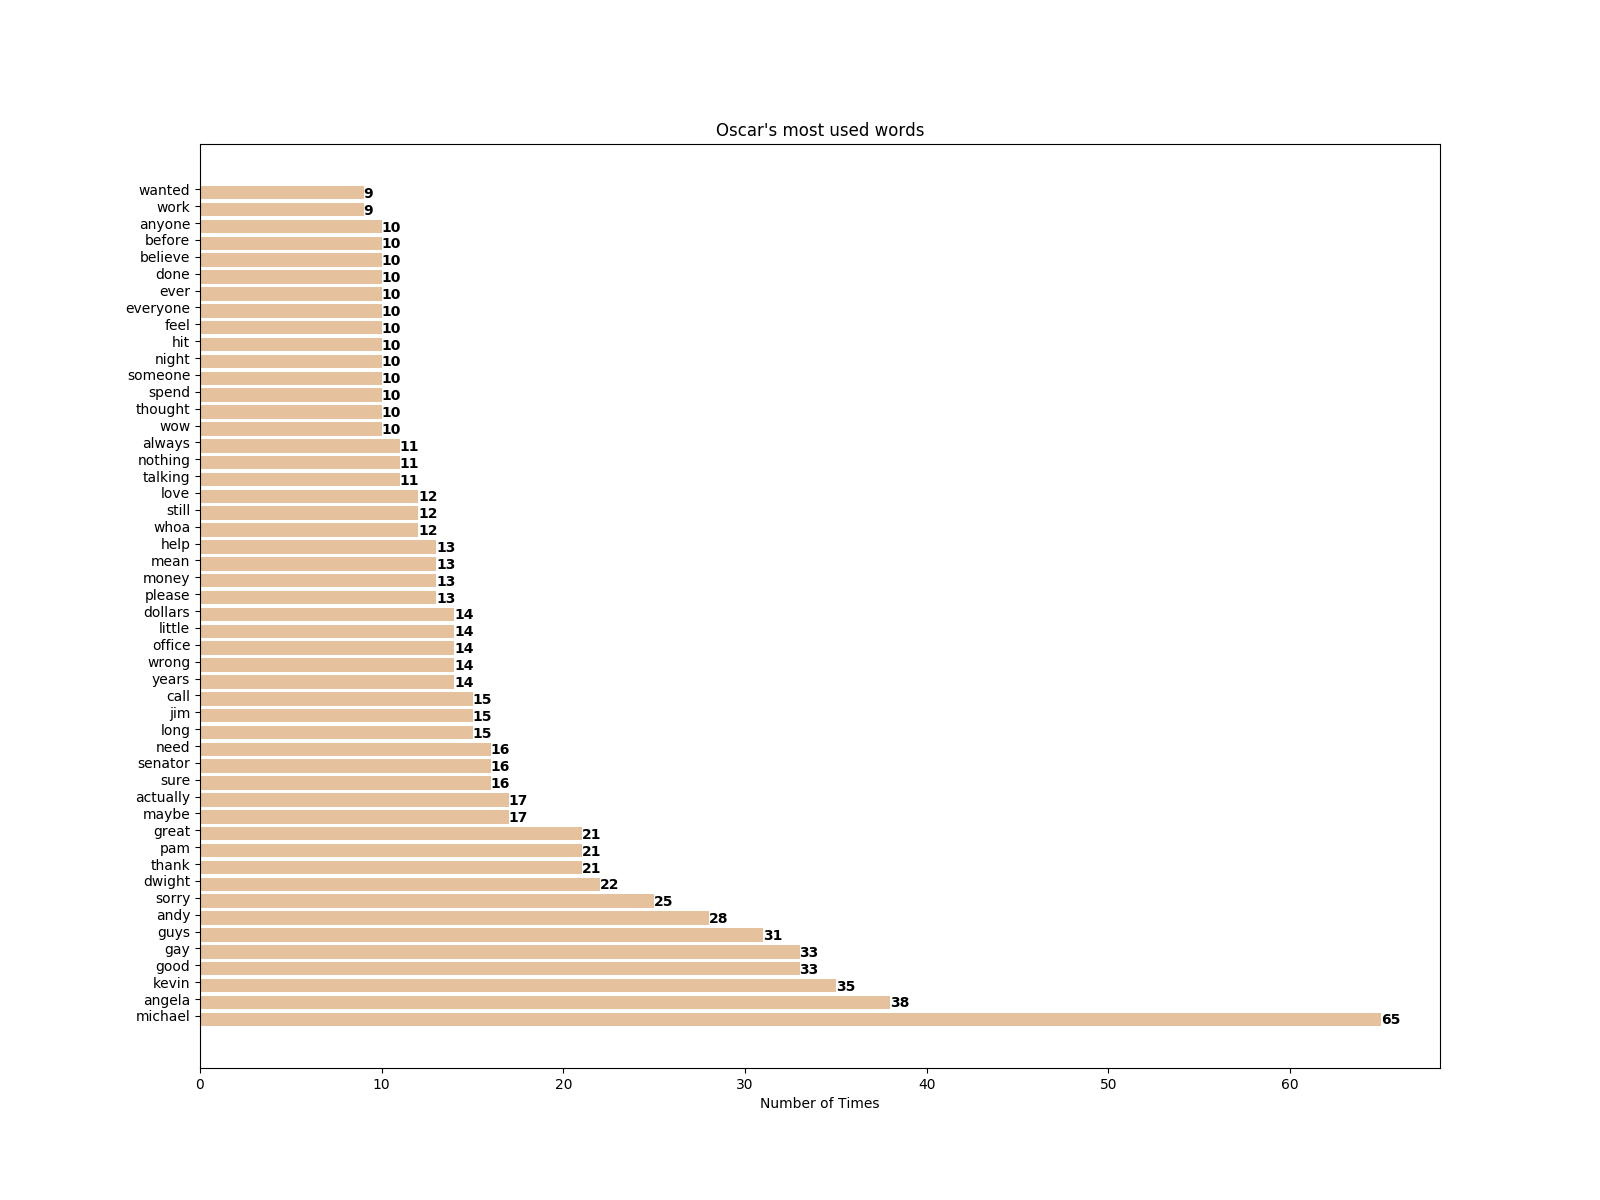 Oscar's most used words
wanted 9
work 9
anyone 10
before 10
believe 10
done 10
ever 10
everyone 10
feel 10
hit 10
night 10
someone 10
spend 10
thought 10
wow 10
always 11
nothing 11
talking 11
love 12
still 12
whoa 12
help 13
mean 13
money 13
please 13
dollars 14
little 14
office 14
wrong 14
years 14
call 15
jim 15
long 15
need 16
senator 16
sure 16
actually 17
maybe 17
great 21
pam 21
thank 21
dwight 22
sorry 25
andy 28
guys 31
gay 33
good 33
kevin 35
angela 38
michael 65
0 10 20 30 40 50 60
Number of Times